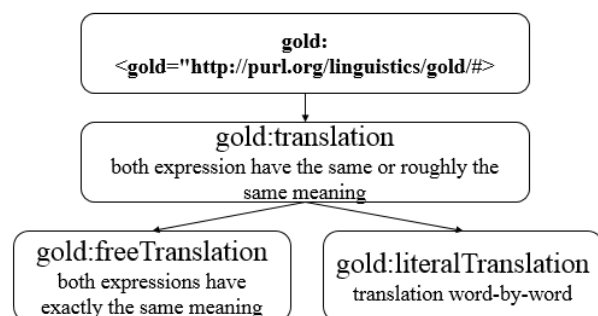 gold:
<gold="http://purl.org/linguistics/gold/#>
gold:translation
both expression have the same or roughly the
same meaning
gold:freeTranslation
both expressions have
exactly the same meaning
gold:literalTranslation
translation word-by-word